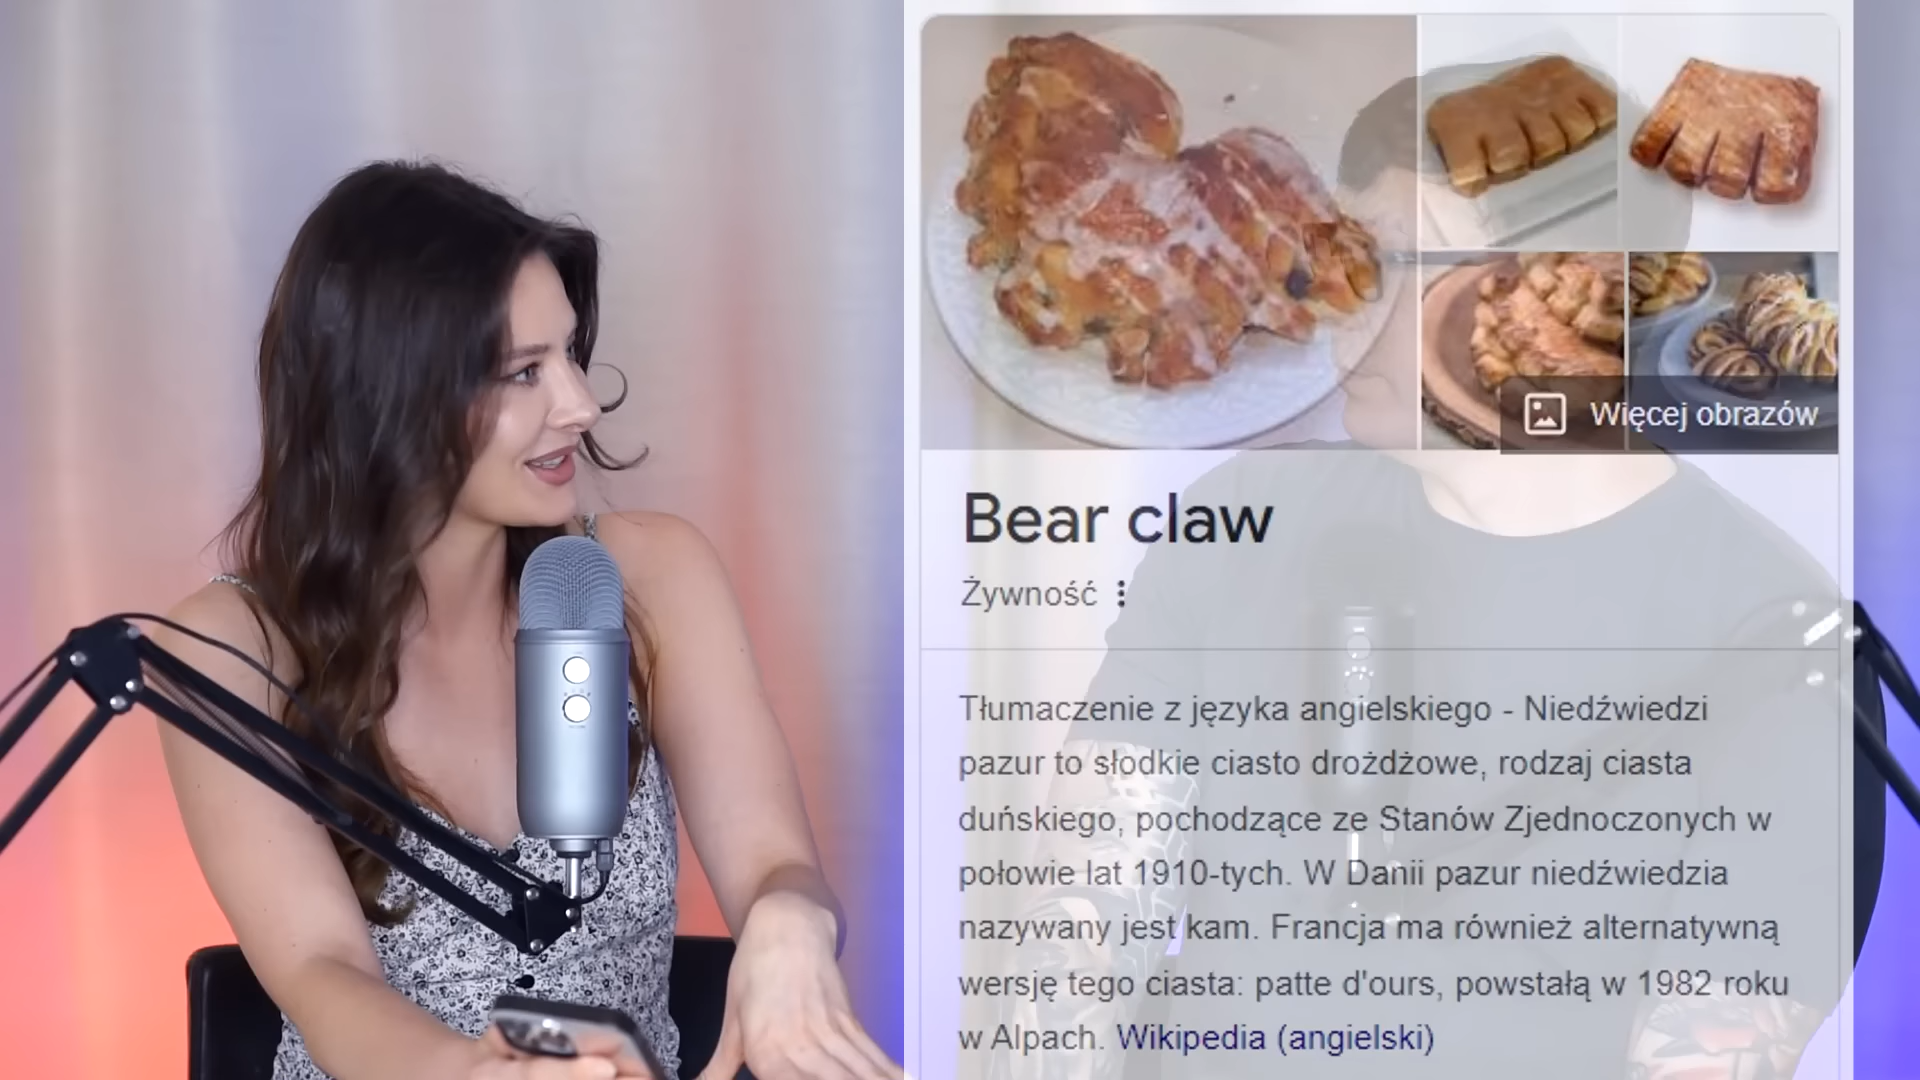 Więcej obrazów
Bear claw
Żywność
Tłumaczenie z języka angielskiego - Niedźwiedzi
pazur to słodkie ciasto drożdżowe, rodzaj ciasta
duńskiego, pochodzące ze Stanów Zjednoczonych w
połowie lat 1910-tych. W Danii pazur niedźwiedzia
nazywany jest kam. Francja ma również alternatywną
wersję tego ciasta: patte d'ours, powstałą w 1982 roku
w Alpach. Wikipedia (angielski)